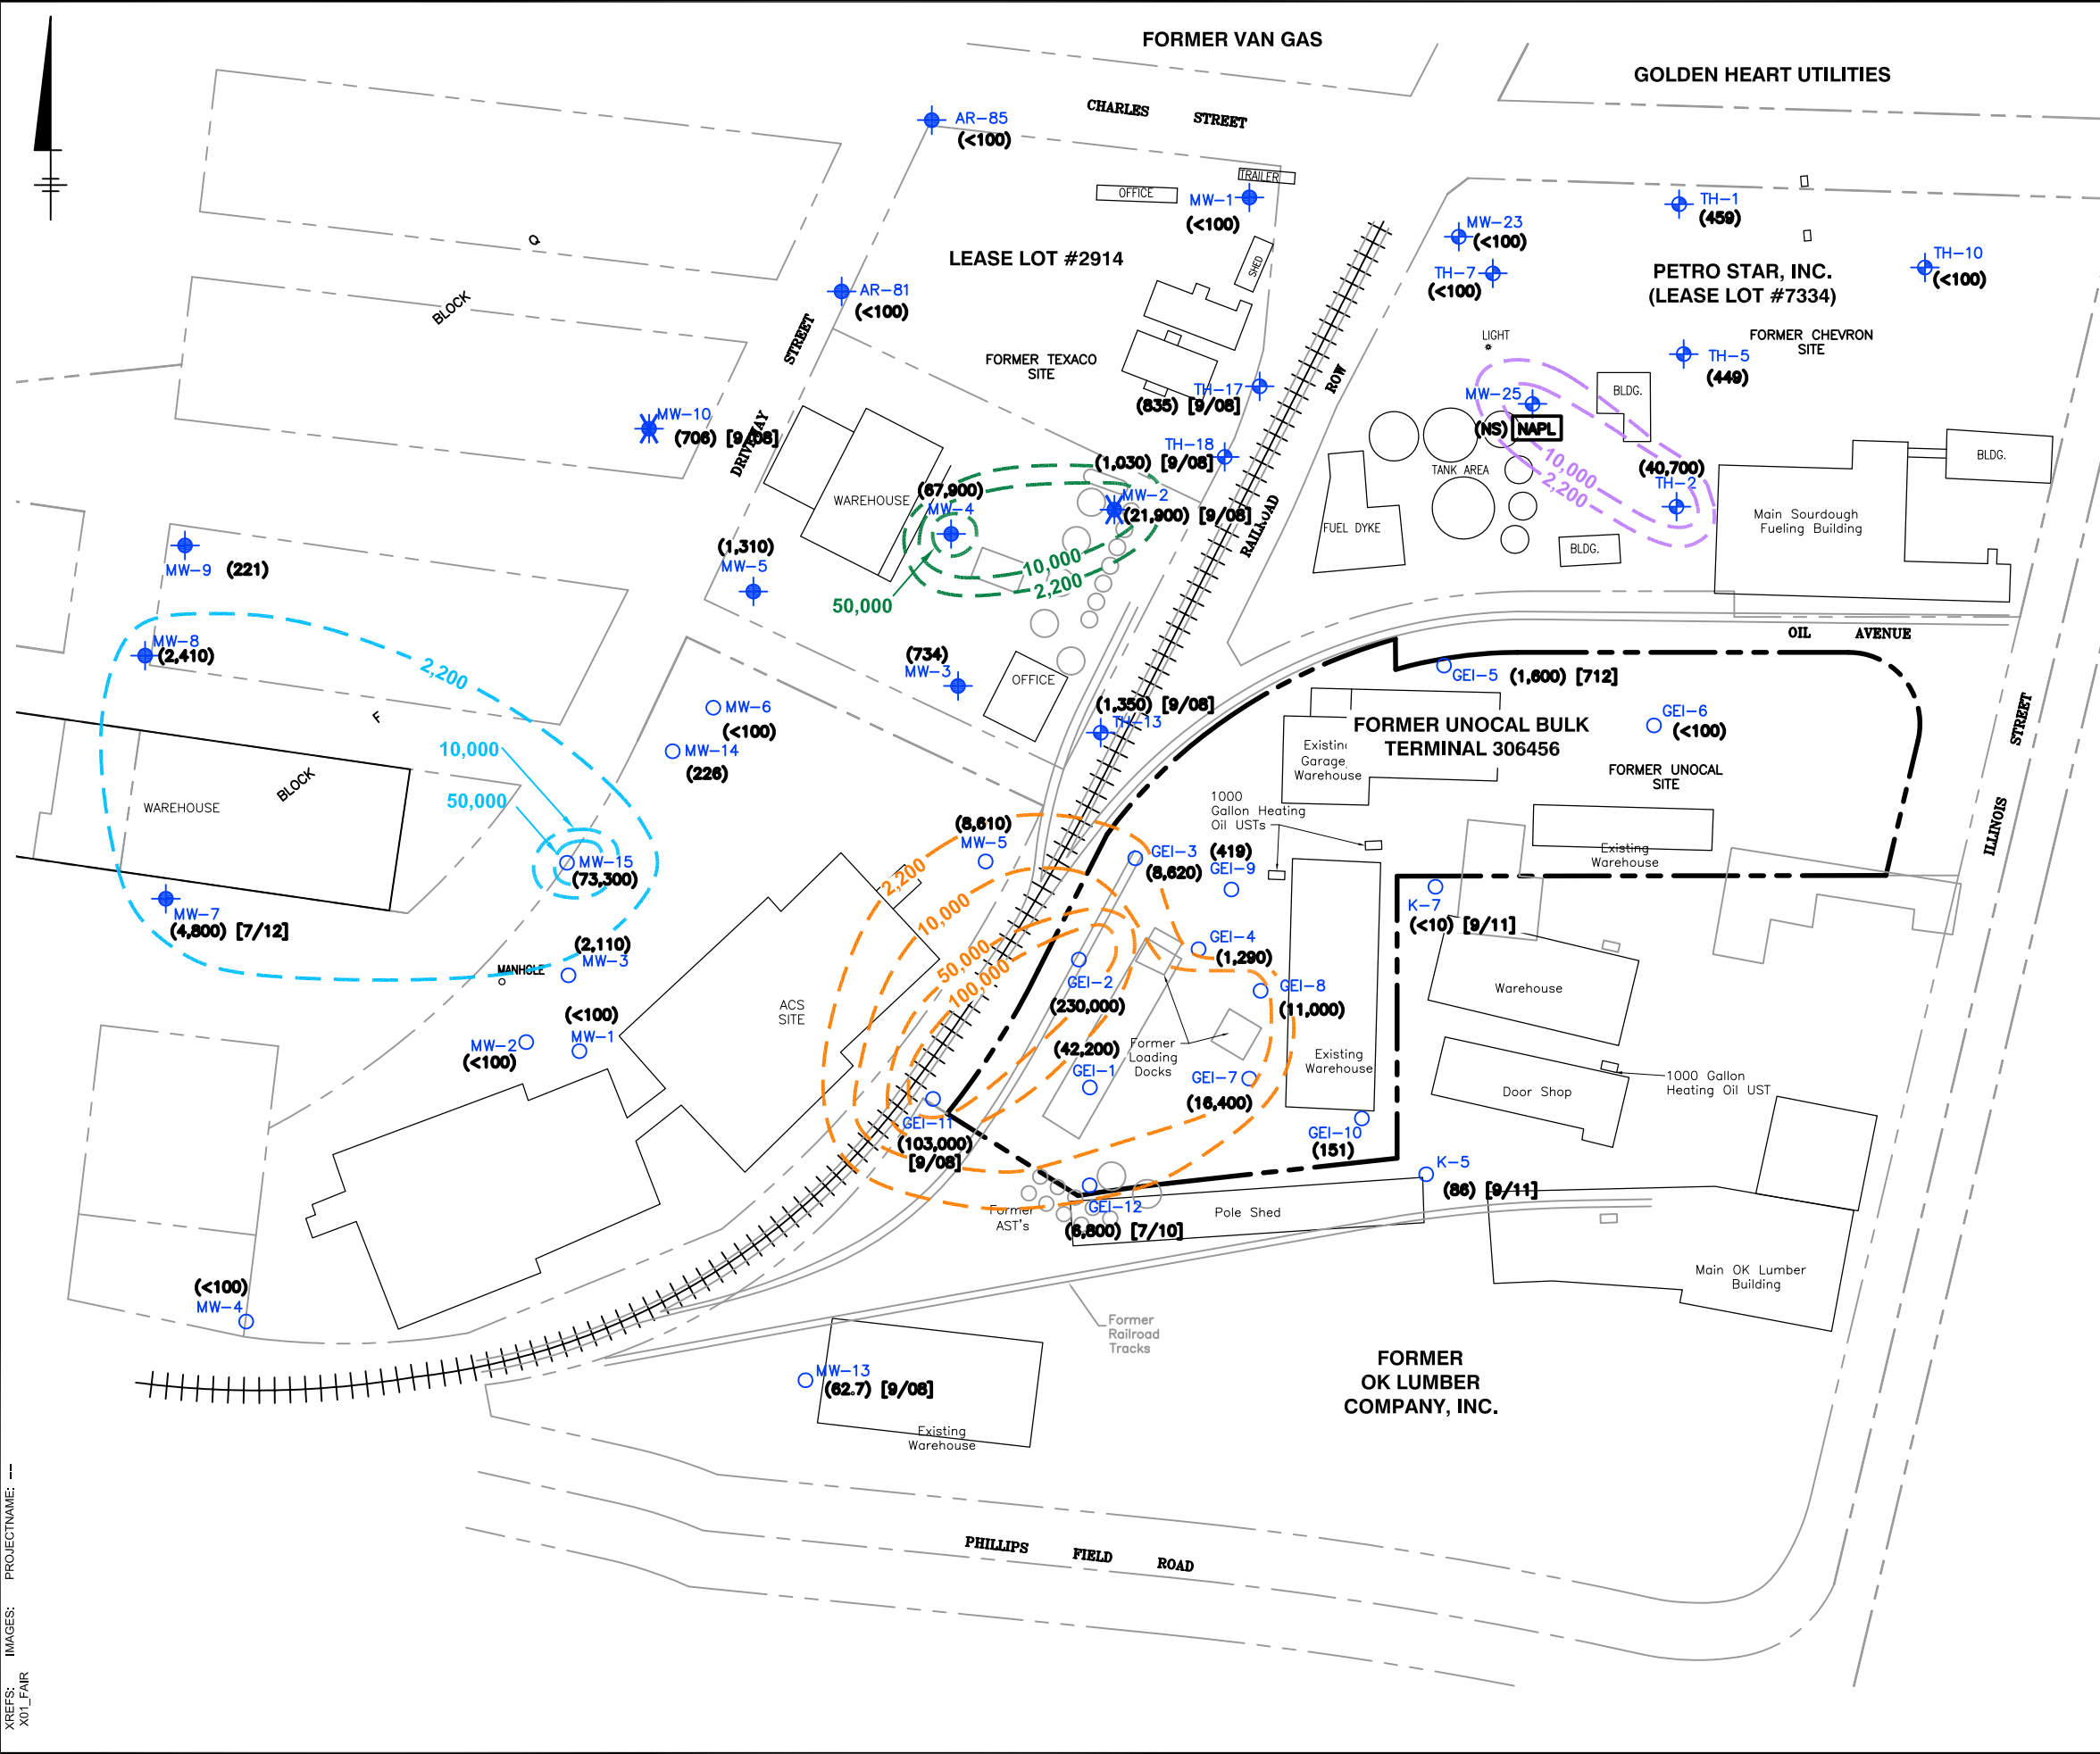 FORMER VAN GAS
GOLDEN HEART UTILITIES
CHARLES STREET
AR-85
(<100)
TRAILER
OFFICE
MW-1
(<100)
TH-1
(459)
MW-23
(<100)
TH-7
(<100)
TH-10
(<100)
LEASE LOT #2914
SHED
PETRO STAR, INC.
(LEASE LOT #7334)
Q
BLOCK
AR-81
(<100)
STREET
DRIVEWAY
FORMER TEXACO
SITE
LIGHT
FORMER CHEVRON
SITE
TH-5
(449)
ROW
RAILROAD
TH-17
(835) [9/08]
MW-25
(NS) NAPL
BLDG.
MW-10
(706) [9/08]
TH-18
(1,030) [9/08]
TANK AREA
10,000
2,200
(40,700)
TH-2
BLDG.
WAREHOUSE
(67,900)
MW-4
MW-2
(21,900) [9/08]
FUEL DYKE
Main Sourdough
Fueling Building
BLDG.
(1,310)
MW-5
10,000
2,200
50,000
MW-9 (221)
MW-8
(2,410)
2,200
OIL AVENUE
(734)
MW-3
OFFICE
GEI-5 (1,600) [712]
MW-6
(<100)
(1,350) [9/08]
TH-13
FORMER UNOCAL BULK
TERMINAL 306456
GEI-6
(<100)
STREET
ILLINOIS
F
BLOCK
10,000
50,000
MW-14
(226)
Existing
Garage
Warehouse
FORMER UNOCAL
SITE
WAREHOUSE
1000
Gallon Heating
Oil USTs
(8,610)
MW-5
GEI-3
(8,620)
(419)
GEI-9
Existing
Warehouse
MW-15
(73,300)
2,200
10,000
50,000
100,000
K-7
(<10) [9/11]
MW-7
(4,800) [7/12]
(2,110)
MW-3
MANHOLE
GEI-4
(1,290)
GEI-2
(230,000)
GEI-8
(11,000)
Warehouse
ACS
SITE
(<100)
MW-1
MW-2
(<100)
(42,200)
GEI-1
Former
Loading
Docks
Existing
Warehouse
GEI-7
(16,400)
1000 Gallon
Heating Oil UST
Door Shop
GEI-11
(103,000)
[9/08]
GEI-10
(151)
K-5
(86) [9/11]
Former
AST's
GEI-12
(6,800) [7/10]
Pole Shed
Main OK Lumber
Building
(<100)
MW-4
Former
Railroad
Tracks
MW-13
(62.7) [9/08]
Existing
Warehouse
FORMER
OK LUMBER
COMPANY, INC.
PHILLIPS FIELD ROAD
XREFS: IMAGES: PROJECTNAME: --
X01_FAIR